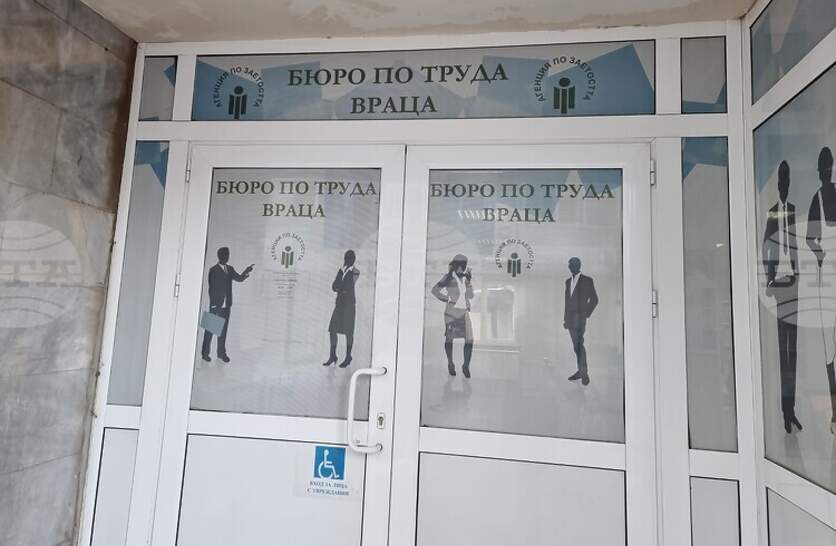 БЮРО ПО ТРУДА
ВРАЦА
АГЕНЦИЯ ПО ЗАЕТОСТТА
АГЕНЦИЯ ПО ЗАЕТОСТТА
БЮРО ПО ТРУДА
ВРАЦА
АГЕНЦИЯ ПО ЗАЕТОСТТА
БЮРО ПО ТРУДА
ВРАЦА
АГЕНЦИЯ ПО ЗАЕТОСТТА
ВХОД ЗА ЛИЦА
С УВРЕЖДАНИЯ